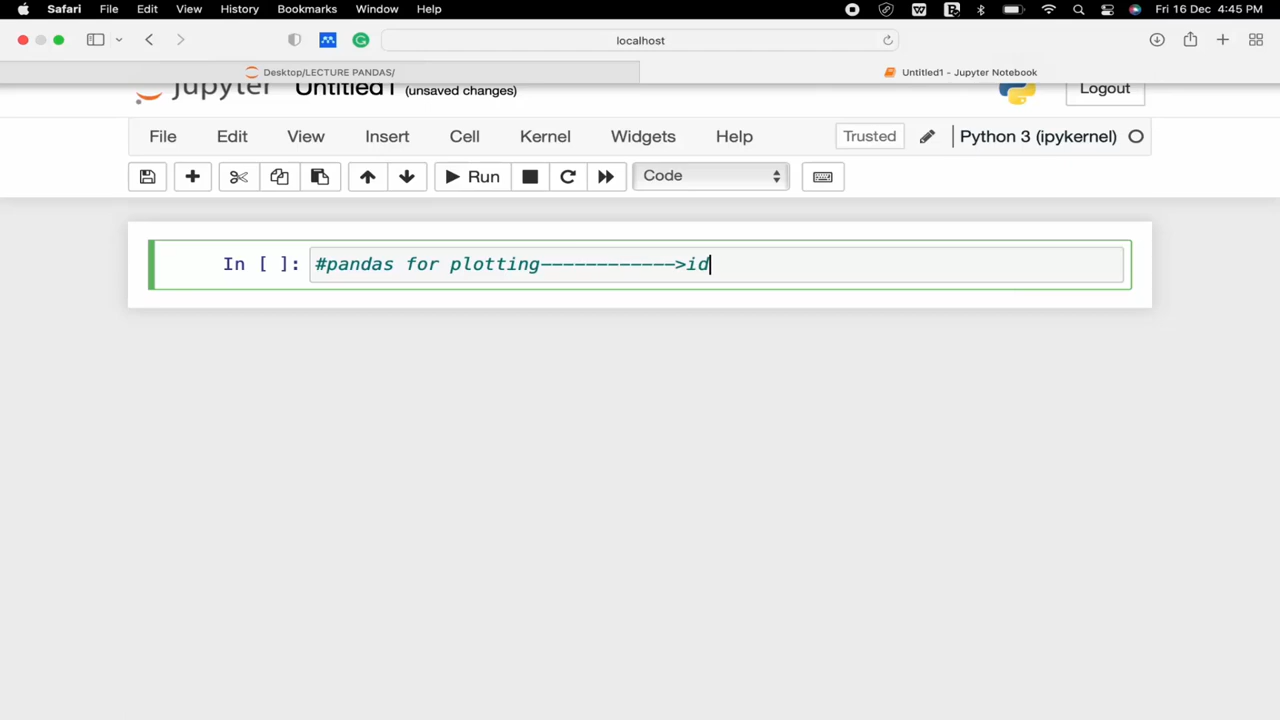 Safari File Edit View History Bookmarks Window Help Fri 16 Dec 4:45 PM
localhost
Desktop/LECTURE PANDAS/ Untitled1 - Jupyter Notebook
jupyter Untitled1 (unsaved changes) Logout
File Edit View Insert Cell Kernel Widgets Help Trusted Python 3 (ipykernel)
Run Code
In [ ]: #pandas for plotting------------>id